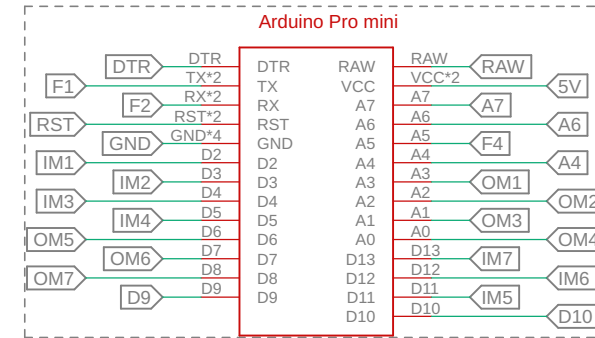 Arduino Pro mini
DTR DTR DTR RAW RAW RAW
F1 TX*2 TX VCC VCC*2 5V
F2 RX*2 RX A7 A7 A7
RST RST*2 RST A6 A6 A6
GND GND*4 GND A5 A5 F4
IM1 D2 D2 A4 A4 A4
IM2 D3 D3 A3 A3 OM1
IM3 D4 D4 A2 A2 OM2
IM4 D5 D5 A1 A1 OM3
OM5 D6 D6 A0 A0 OM4
OM6 D7 D7 D13 D13 IM7
OM7 D8 D8 D12 D12 IM6
D9 D9 D9 D11 D11 IM5
D10 D10 D10